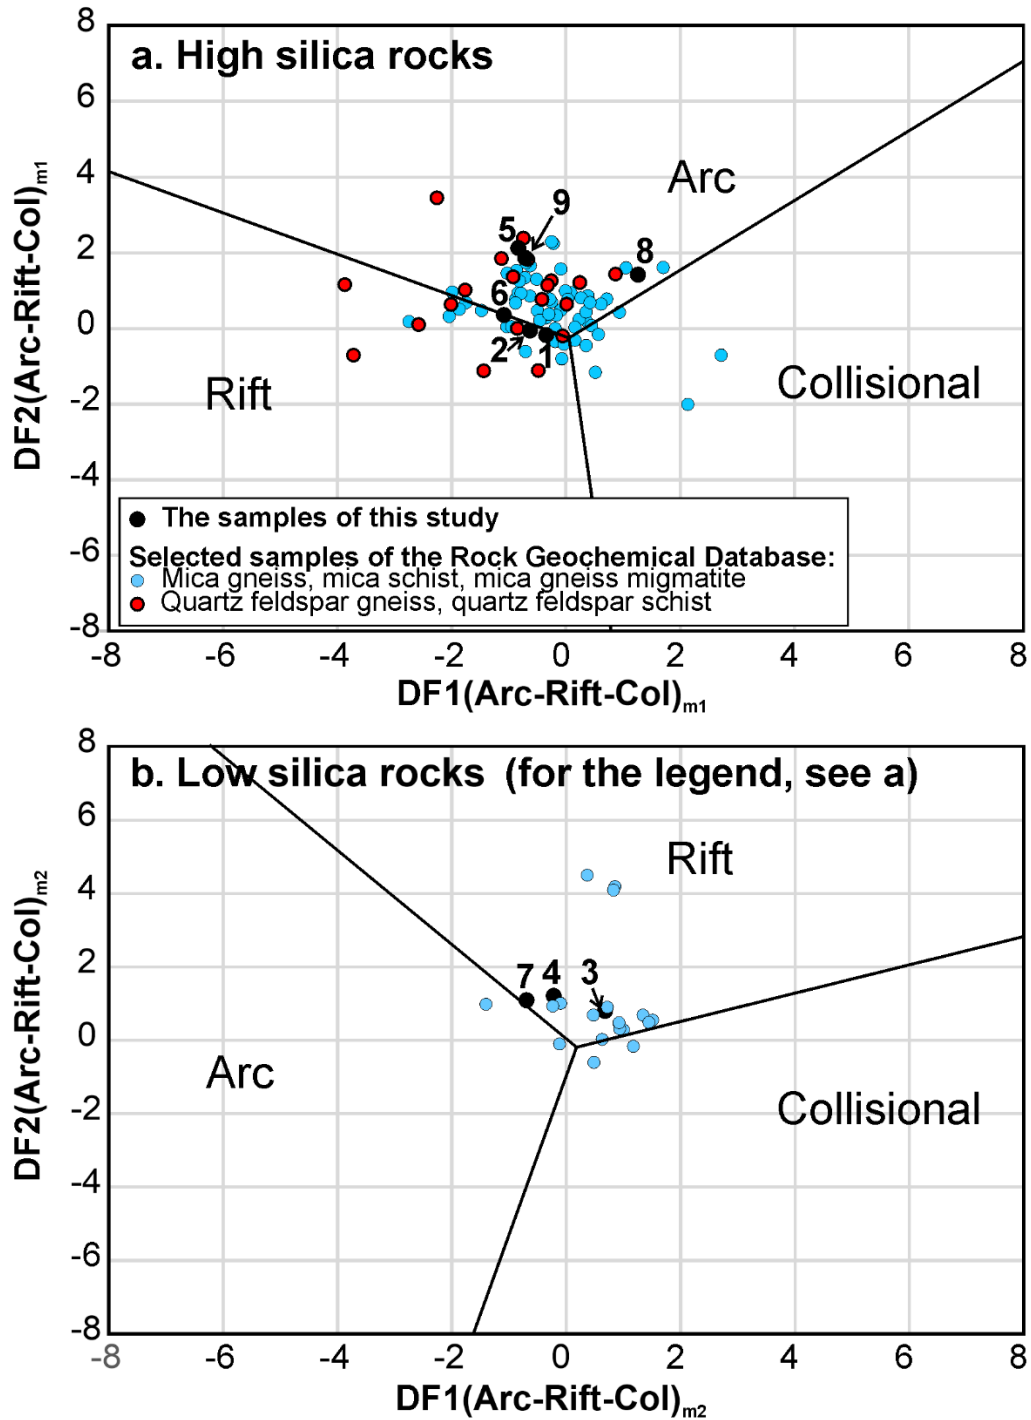 a. High silica rocks
8
6
4
2
0
-2
-4
-6
-8
DF2(Arc-Rift-Col)m1
Arc
Rift
Collisional
5
9
8
6
2
1
The samples of this study
Selected samples of the Rock Geochemical Database:
Mica gneiss, mica schist, mica gneiss migmatite
Quartz feldspar gneiss, quartz feldspar schist
-8 -6 -4 -2 0 2 4 6 8
DF1(Arc-Rift-Col)m1
b. Low silica rocks (for the legend, see a)
8
6
4
2
0
-2
-4
-6
-8
DF2(Arc-Rift-Col)m2
Rift
7 4 3
Arc
Collisional
-8 -6 -4 -2 0 2 4 6 8
DF1(Arc-Rift-Col)m2